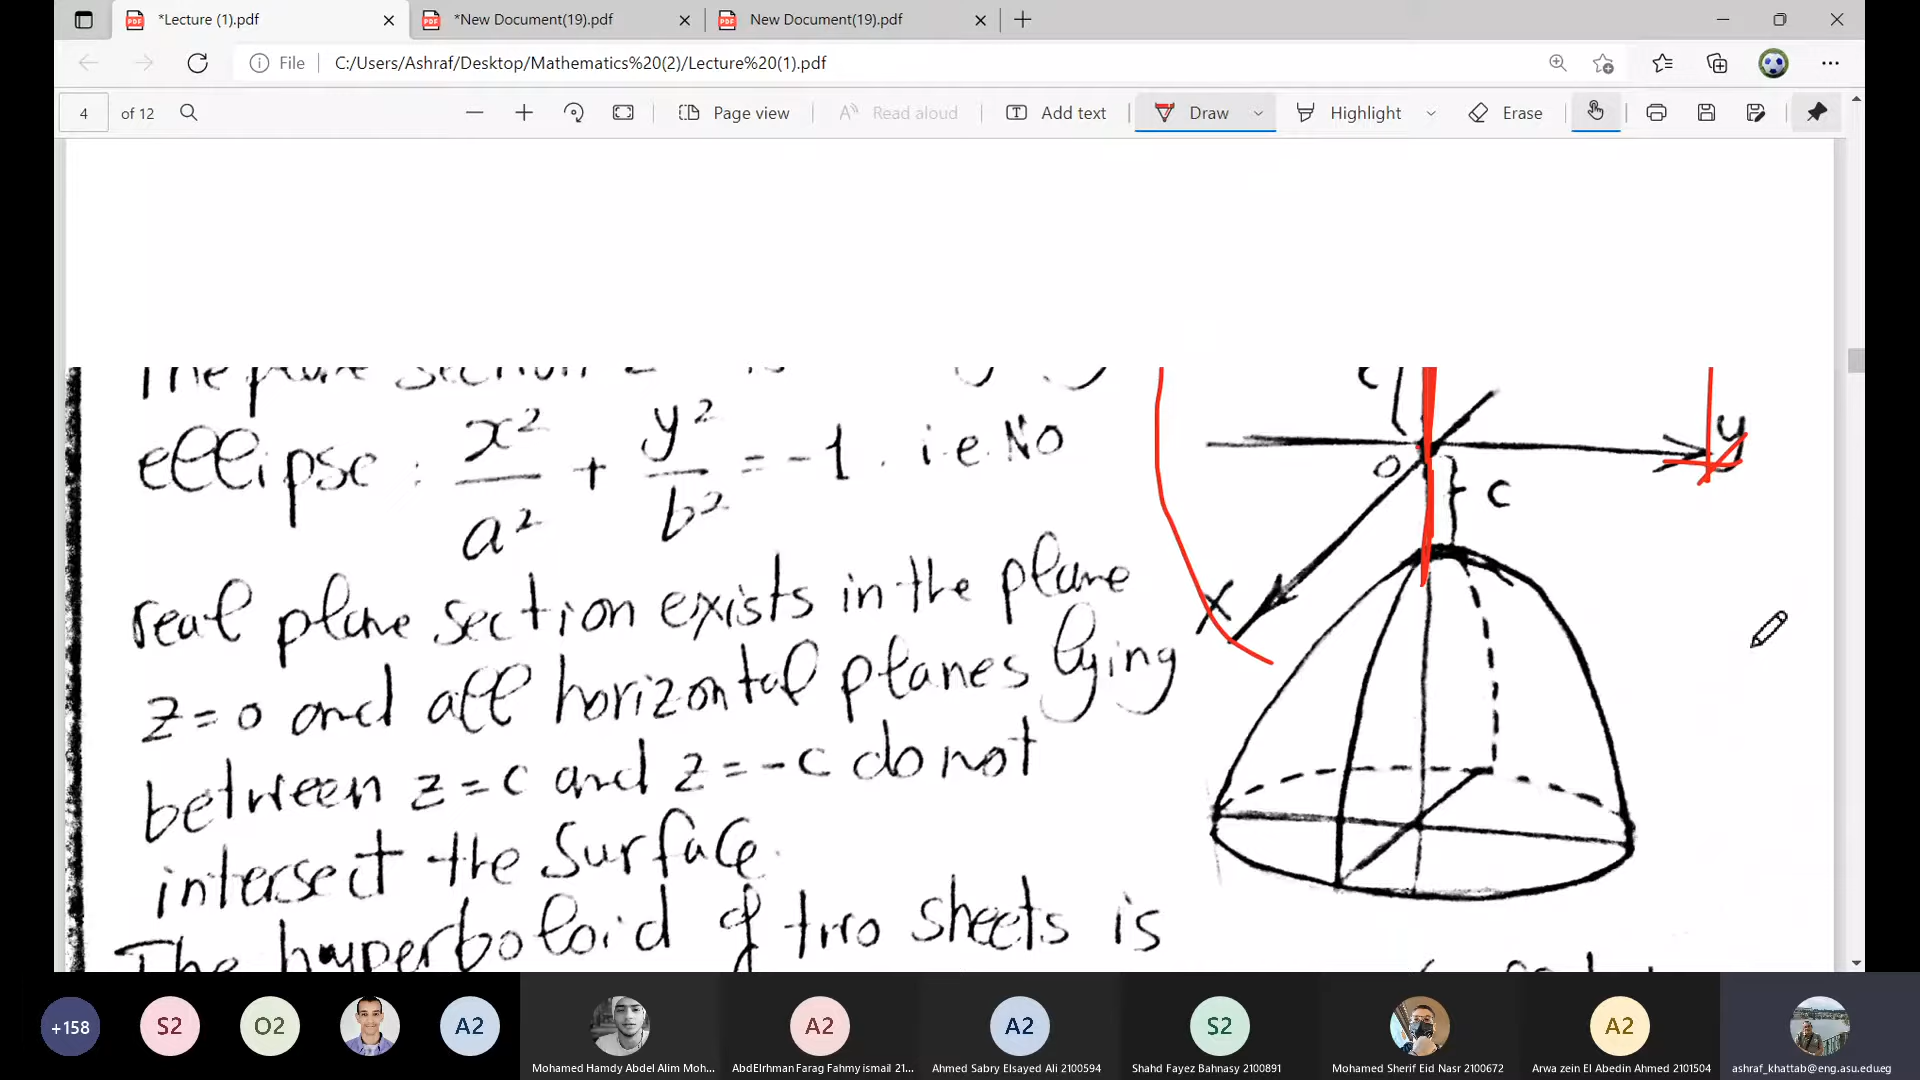 *Lecture (1).pdf
*New Document(19).pdf
New Document(19).pdf
File
C:/Users/Ashraf/Desktop/Mathematics%20(2)/Lecture%20(1).pdf
4 of 12
Page view
Read aloud
Add text
Draw
Highlight
Erase
The plane section z is
ellipse : x²/a² + y²/b² = -1. i.e. No
real plane section exists in the plane
z=0 and all horizontal planes lying
between z=c and z=-c do not
intersect the surface.
The hyperboloid of two sheets is
y
o
c
x
+158
S2
O2
A2
Mohamed Hamdy Abdel Alim Moh...
A2
AbdElrhman Farag Fahmy ismail 21...
A2
Ahmed Sabry Elsayed Ali 2100594
S2
Shahd Fayez Bahnasy 2100891
Mohamed Sherif Eid Nasr 2100672
A2
Arwa zein El Abedin Ahmed 2101504
ashraf_khattab@eng.asu.edu.eg